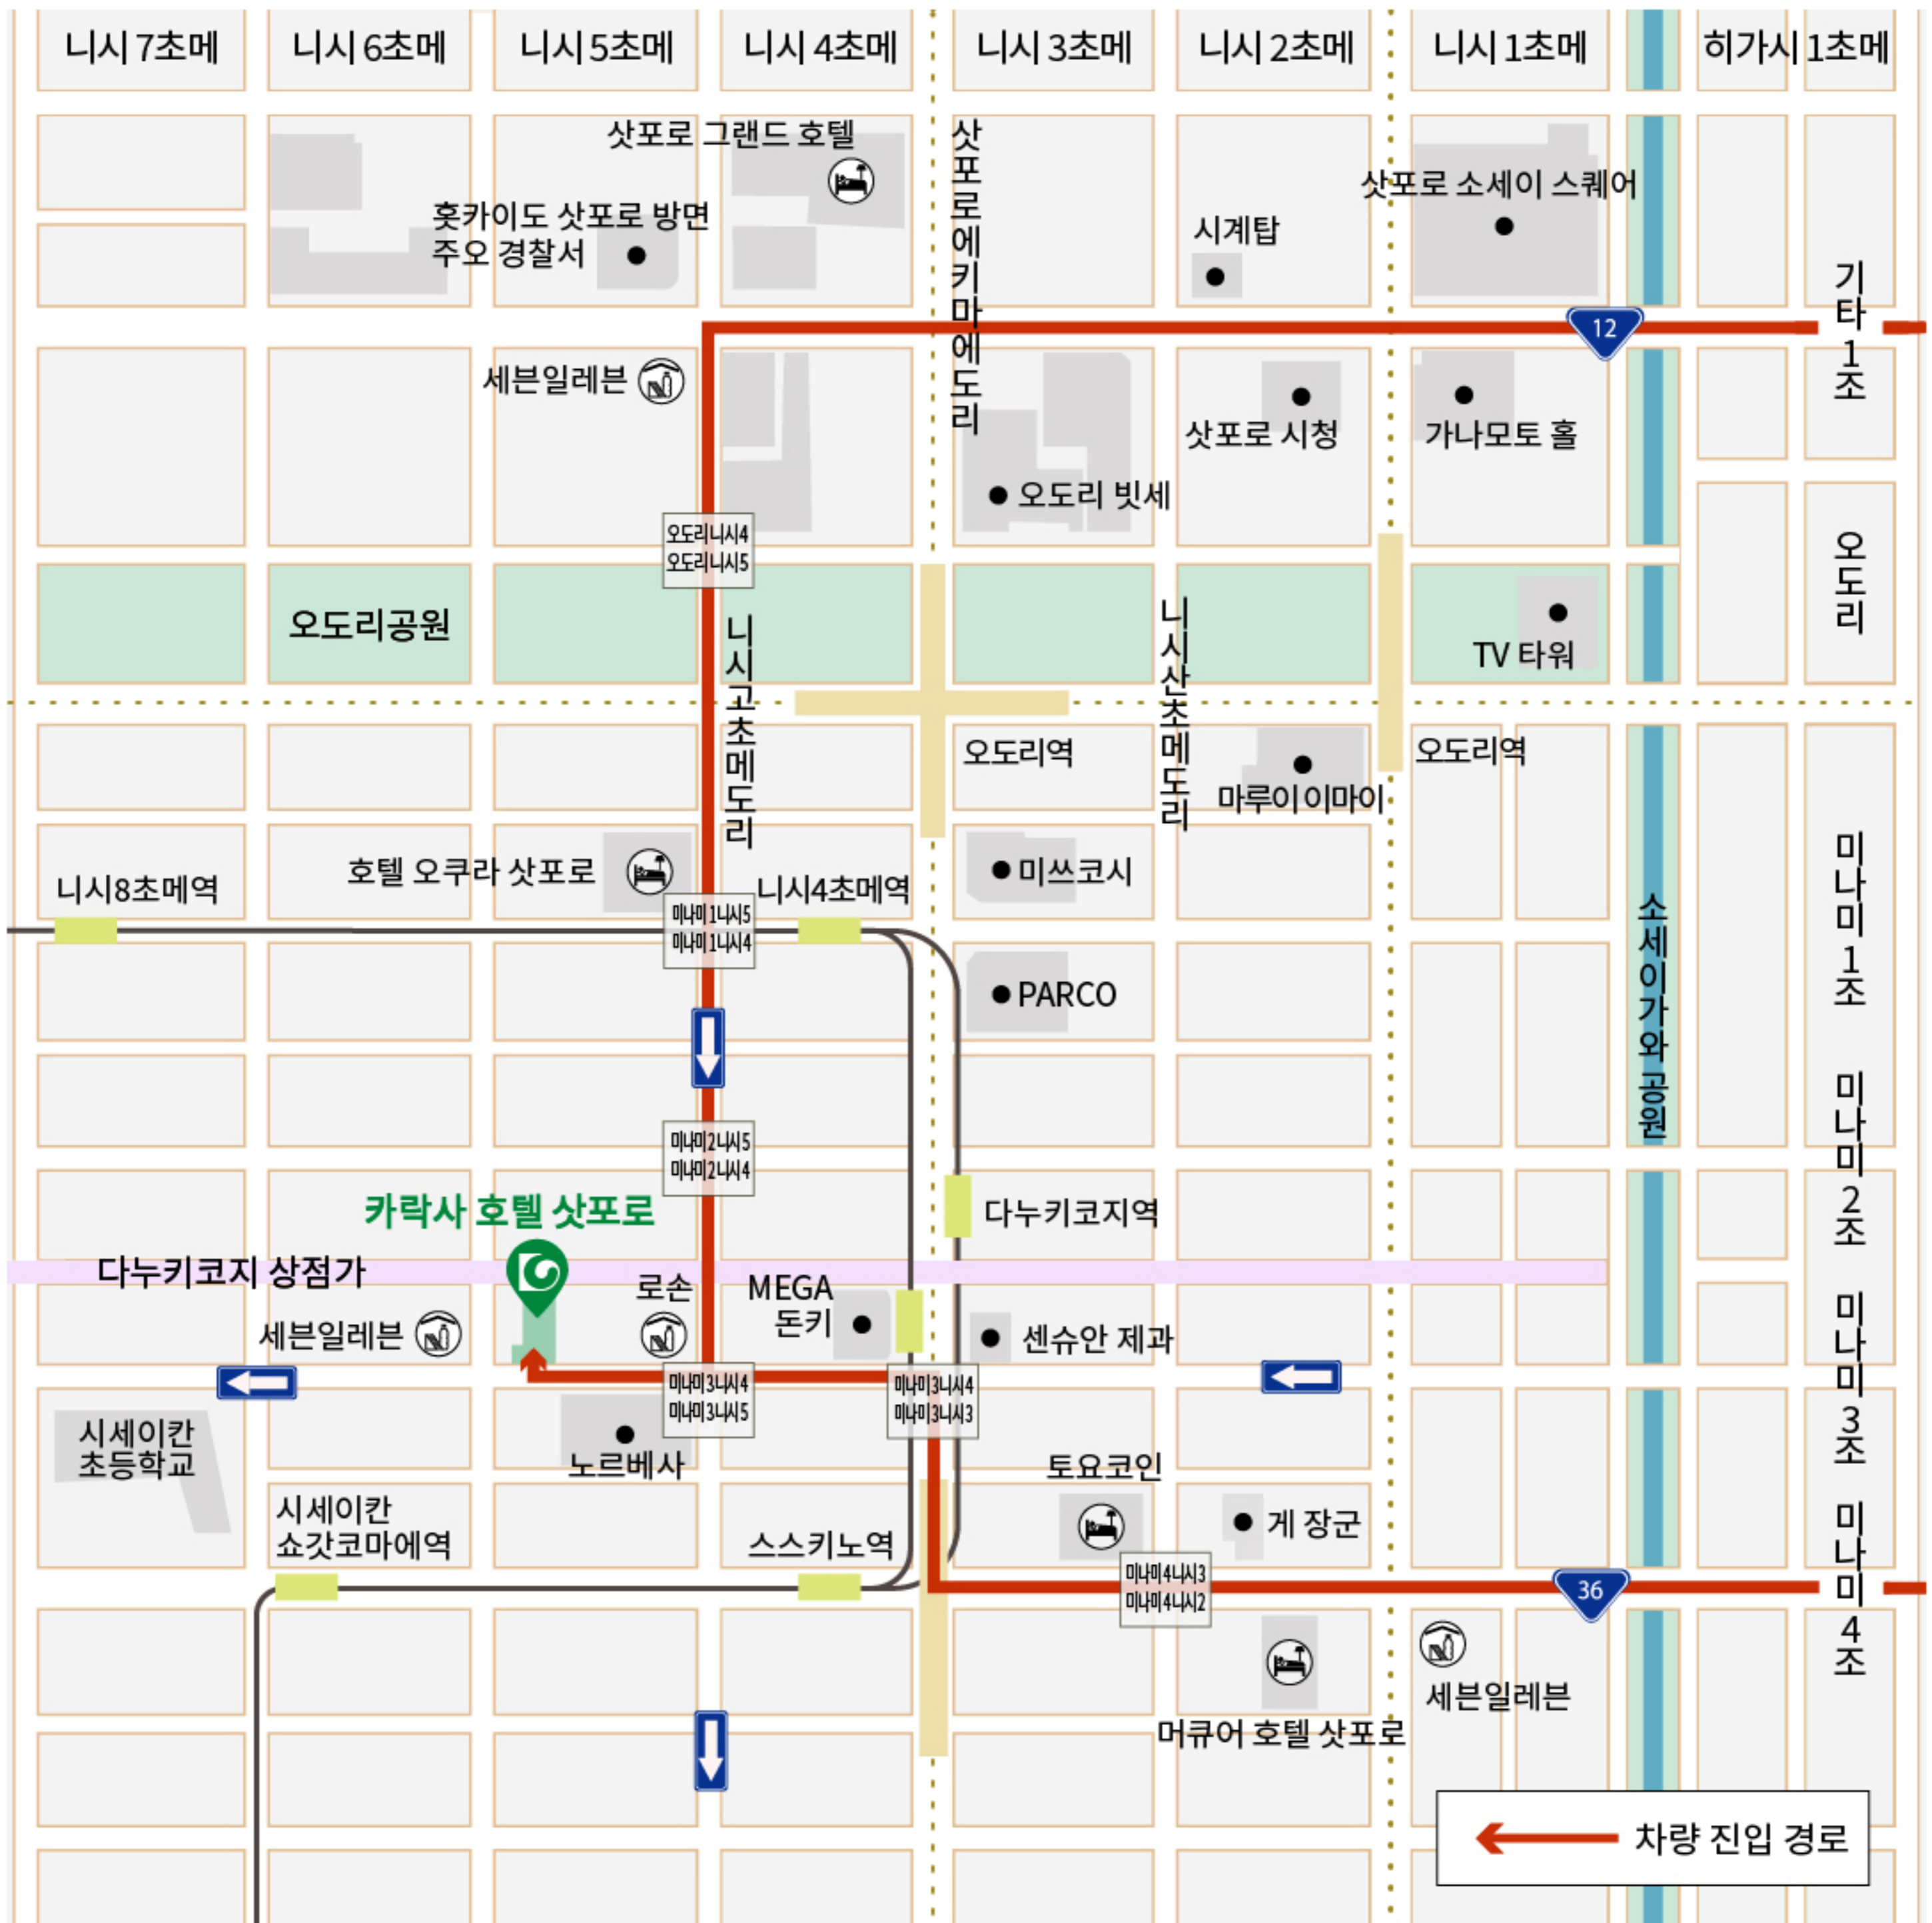 니시 7초메
니시 6초메
니시 5초메
니시 4초메
니시 3초메
니시 2초메
니시 1초메
히가시 1초메
삿포로 그랜드 호텔
삿포로에키마에도리
삿포로 소세이 스퀘어
홋카이도 삿포로 방면
주오 경찰서
시계탑
기타 1조
12
세븐일레븐
삿포로 시청
가나모토 홀
오도리 빗세
오도리니시4
오도리니시5
오도리
오도리공원
니시고초메도리
니시산초메도리
TV 타워
오도리역
오도리역
마루이 이마이
호텔 오쿠라 삿포로
미쓰코시
니시8초메역
니시4초메역
미나미1니시5
미나미1니시4
미나미 1조
소세이가와 공원
PARCO
미나미2니시5
미나미2니시4
미나미 2조
카락사 호텔 삿포로
다누키코지역
다누키코지 상점가
로손
MEGA
돈키
세븐일레븐
센슈안 제과
미나미 3조
미나미3니시4
미나미3니시5
미나미3니시4
미나미3니시3
시세이칸
초등학교
노르베사
토요코인
시세이칸
쇼갓코마에역
스스키노역
게 장군
미나미 4조
미나미4니시3
미나미4니시2
36
세븐일레븐
머큐어 호텔 삿포로
차량 진입 경로